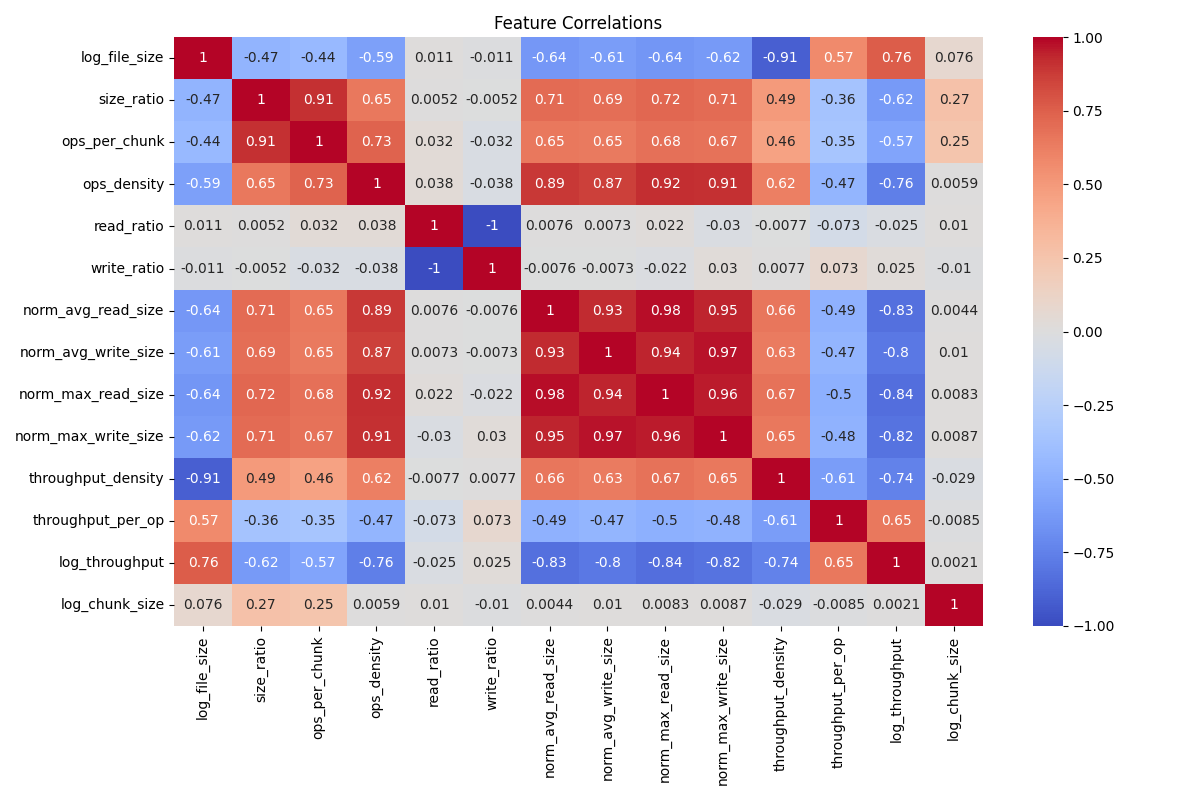 Feature Correlations
log_file_size 1 -0.47 -0.44 -0.59 0.011 -0.011 -0.64 -0.61 -0.64 -0.62 -0.91 0.57 0.76 0.076
size_ratio -0.47 1 0.91 0.65 0.0052 -0.0052 0.71 0.69 0.72 0.71 0.49 -0.36 -0.62 0.27
ops_per_chunk -0.44 0.91 1 0.73 0.032 -0.032 0.65 0.65 0.68 0.67 0.46 -0.35 -0.57 0.25
ops_density -0.59 0.65 0.73 1 0.038 -0.038 0.89 0.87 0.92 0.91 0.62 -0.47 -0.76 0.0059
read_ratio 0.011 0.0052 0.032 0.038 1 -1 0.0076 0.0073 0.022 -0.03 -0.0077 -0.073 -0.025 0.01
write_ratio -0.011 -0.0052 -0.032 -0.038 -1 1 -0.0076 -0.0073 -0.022 0.03 0.0077 0.073 0.025 -0.01
norm_avg_read_size -0.64 0.71 0.65 0.89 0.0076 -0.0076 1 0.93 0.98 0.95 0.66 -0.49 -0.83 0.0044
norm_avg_write_size -0.61 0.69 0.65 0.87 0.0073 -0.0073 0.93 1 0.94 0.97 0.63 -0.47 -0.8 0.01
norm_max_read_size -0.64 0.72 0.68 0.92 0.022 -0.022 0.98 0.94 1 0.96 0.67 -0.5 -0.84 0.0083
norm_max_write_size -0.62 0.71 0.67 0.91 -0.03 0.03 0.95 0.97 0.96 1 0.65 -0.48 -0.82 0.0087
throughput_density -0.91 0.49 0.46 0.62 -0.0077 0.0077 0.66 0.63 0.67 0.65 1 -0.61 -0.74 -0.029
throughput_per_op 0.57 -0.36 -0.35 -0.47 -0.073 0.073 -0.49 -0.47 -0.5 -0.48 -0.61 1 0.65 -0.0085
log_throughput 0.76 -0.62 -0.57 -0.76 -0.025 0.025 -0.83 -0.8 -0.84 -0.82 -0.74 0.65 1 0.0021
log_chunk_size 0.076 0.27 0.25 0.0059 0.01 -0.01 0.0044 0.01 0.0083 0.0087 -0.029 -0.0085 0.0021 1
log_file_size
size_ratio
ops_per_chunk
ops_density
read_ratio
write_ratio
norm_avg_read_size
norm_avg_write_size
norm_max_read_size
norm_max_write_size
throughput_density
throughput_per_op
log_throughput
log_chunk_size
1.00
0.75
0.50
0.25
0.00
−0.25
−0.50
−0.75
−1.00